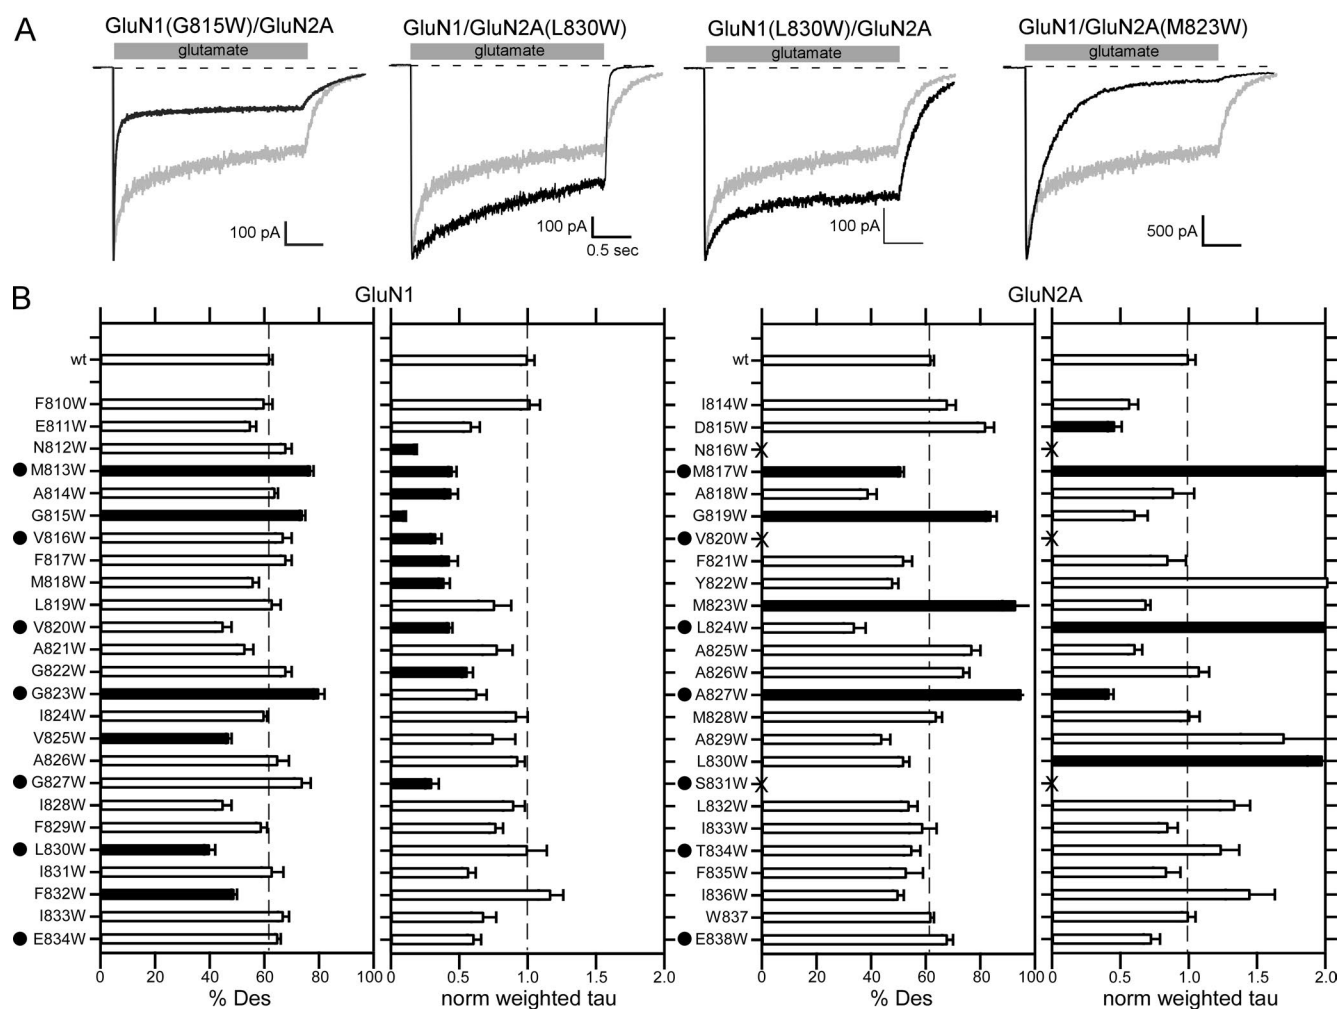 A
GluN1(G815W)/GluN2A
GluN1/GluN2A(L830W)
GluN1(L830W)/GluN2A
GluN1/GluN2A(M823W)
glutamate
glutamate
glutamate
glutamate
100 pA
100 pA
0.5 sec
100 pA
500 pA
B
GluN1
GluN2A
wt
F810W
E811W
N812W
M813W
A814W
G815W
V816W
F817W
M818W
L819W
V820W
A821W
G822W
G823W
I824W
V825W
A826W
G827W
I828W
F829W
L830W
I831W
F832W
I833W
E834W
0 20 40 60 80 100
% Des
0 0.5 1.0 1.5 2.0
norm weighted tau
wt
I814W
D815W
N816W
M817W
A818W
G819W
V820W
F821W
Y822W
M823W
L824W
A825W
A826W
A827W
M828W
A829W
L830W
S831W
L832W
I833W
T834W
F835W
I836W
W837
E838W
0 20 40 60 80 100
% Des
0 0.5 1.0 1.5 2.0
norm weighted tau